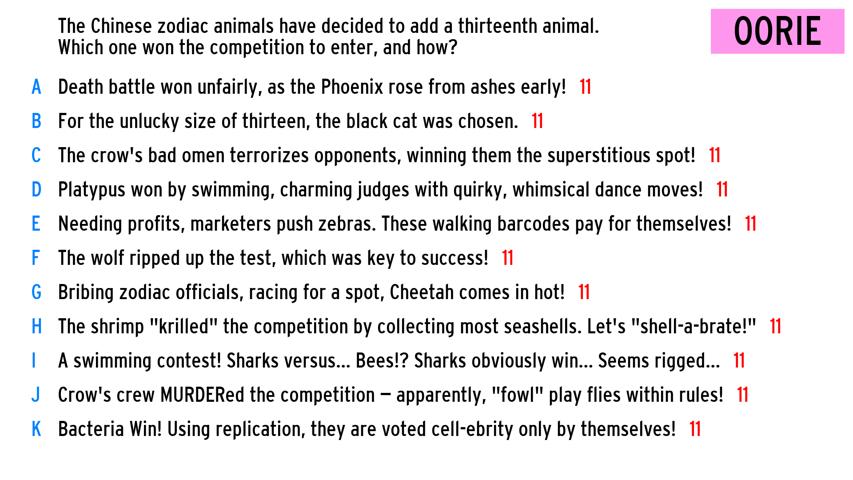 The Chinese zodiac animals have decided to add a thirteenth animal.
Which one won the competition to enter, and how?
OORIE
A Death battle won unfairly, as the Phoenix rose from ashes early! 11
B For the unlucky size of thirteen, the black cat was chosen. 11
C The crow's bad omen terrorizes opponents, winning them the superstitious spot! 11
D Platypus won by swimming, charming judges with quirky, whimsical dance moves! 11
E Needing profits, marketers push zebras. These walking barcodes pay for themselves! 11
F The wolf ripped up the test, which was key to success! 11
G Bribing zodiac officials, racing for a spot, Cheetah comes in hot! 11
H The shrimp "krilled" the competition by collecting most seashells. Let's "shell-a-brate!" 11
I A swimming contest! Sharks versus... Bees!? Sharks obviously win... Seems rigged... 11
J Crow's crew MURDERed the competition – apparently, "fowl" play flies within rules! 11
K Bacteria Win! Using replication, they are voted cell-ebrity only by themselves! 11